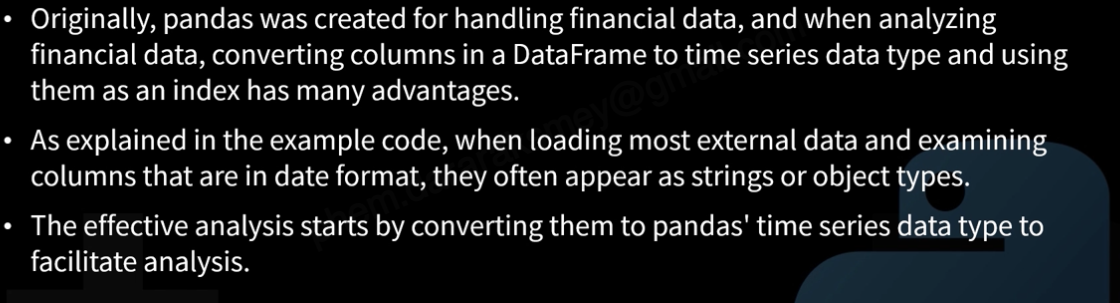 • Originally, pandas was created for handling financial data, and when analyzing
financial data, converting columns in a DataFrame to time series data type and using
them as an index has many advantages.
• As explained in the example code, when loading most external data and examining
columns that are in date format, they often appear as strings or object types.
• The effective analysis starts by converting them to pandas' time series data type to
facilitate analysis.